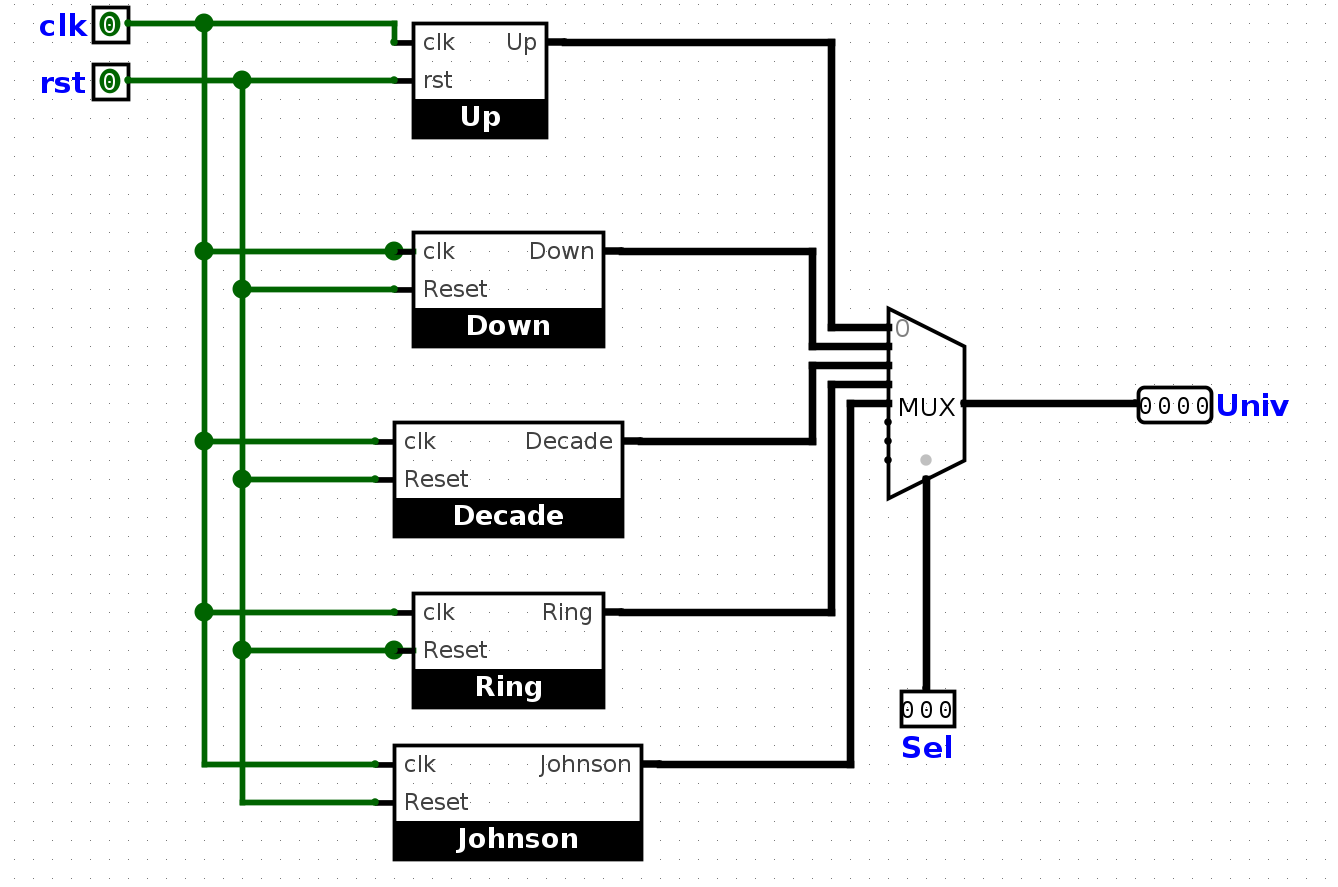 clk 0
rst 0
clk Up
rst
Up
clk Down
Reset
Down
0
MUX
0000 Univ
clk Decade
Reset
Decade
clk Ring
Reset
Ring
000
Sel
clk Johnson
Reset
Johnson